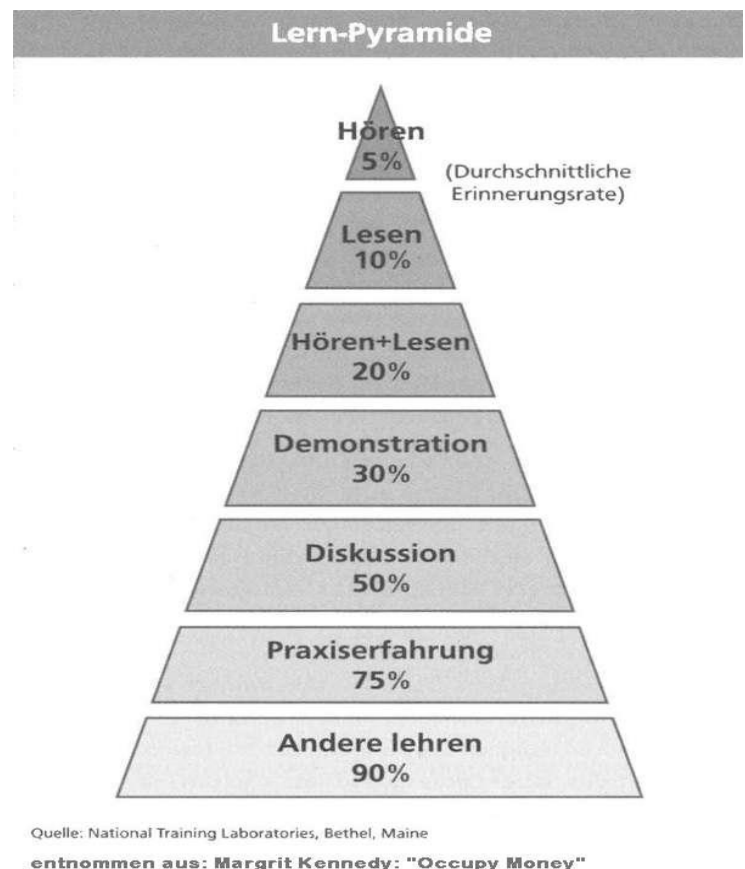 Lern-Pyramide
Hören
5%
(Durchschnittliche
Erinnerungsrate)
Lesen
10%
Hören+Lesen
20%
Demonstration
30%
Diskussion
50%
Praxiserfahrung
75%
Andere lehren
90%
Quelle: National Training Laboratories, Bethel, Maine
entnommen aus: Margrit Kennedy: "Occupy Money"